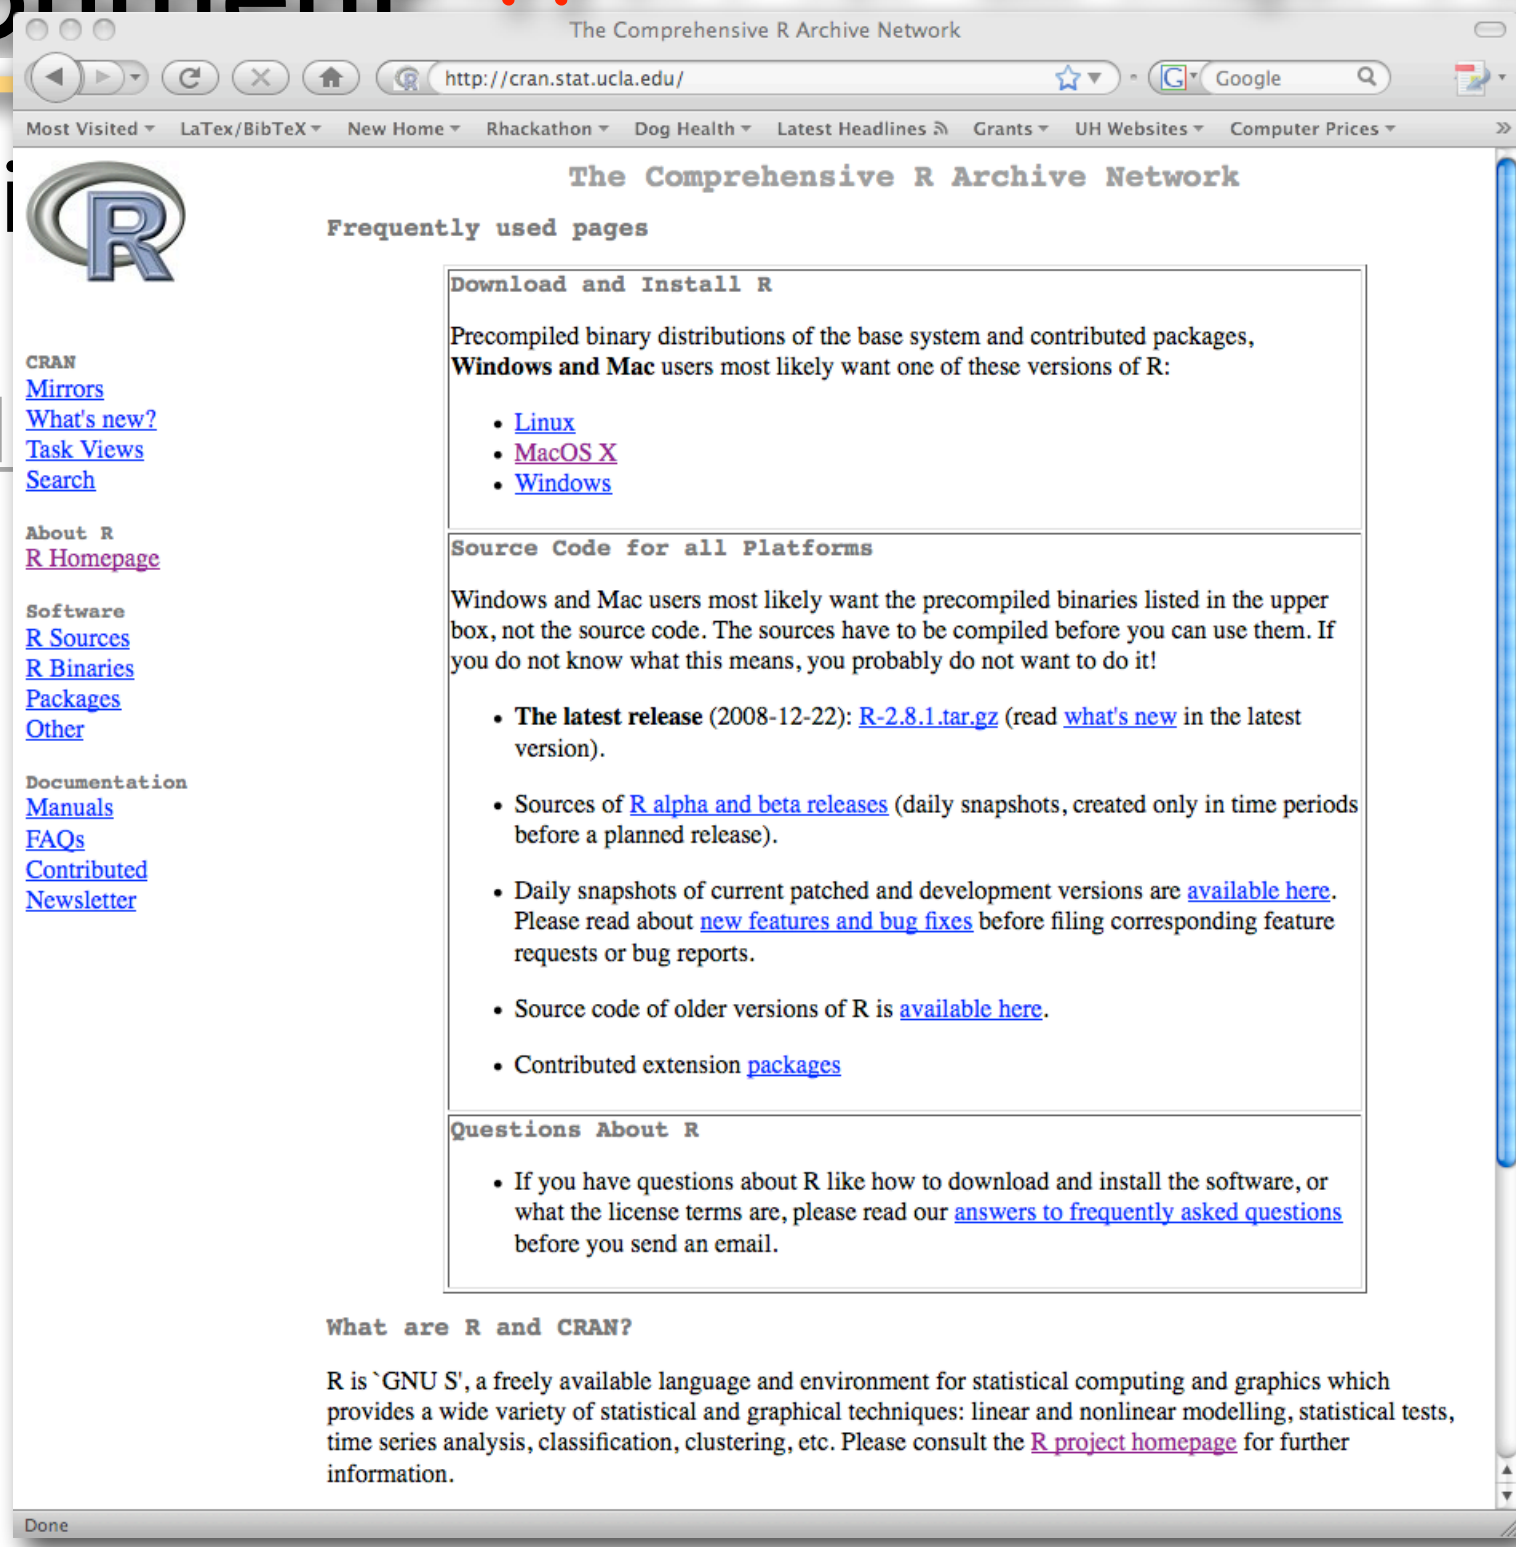 The Comprehensive R Archive Network
http://cran.stat.ucla.edu/
G
Google
Most Visited
LaTex/BibTeX
New Home
Rhackathon
Dog Health
Latest Headlines
Grants
UH Websites
Computer Prices
»
R
CRAN
Mirrors
What's new?
Task Views
Search
About R
R Homepage
Software
R Sources
R Binaries
Packages
Other
Documentation
Manuals
FAQs
Contributed
Newsletter
The Comprehensive R Archive Network
Frequently used pages
Download and Install R
Precompiled binary distributions of the base system and contributed packages,
Windows and Mac users most likely want one of these versions of R:
• Linux
• MacOS X
• Windows
Source Code for all Platforms
Windows and Mac users most likely want the precompiled binaries listed in the upper
box, not the source code. The sources have to be compiled before you can use them. If
you do not know what this means, you probably do not want to do it!
• The latest release (2008-12-22): R-2.8.1.tar.gz (read what's new in the latest
version).
• Sources of R alpha and beta releases (daily snapshots, created only in time periods
before a planned release).
• Daily snapshots of current patched and development versions are available here.
Please read about new features and bug fixes before filing corresponding feature
requests or bug reports.
• Source code of older versions of R is available here.
• Contributed extension packages
Questions About R
• If you have questions about R like how to download and install the software, or
what the license terms are, please read our answers to frequently asked questions
before you send an email.
What are R and CRAN?
R is `GNU S', a freely available language and environment for statistical computing and graphics which
provides a wide variety of statistical and graphical techniques: linear and nonlinear modelling, statistical tests,
time series analysis, classification, clustering, etc. Please consult the R project homepage for further
information.
Done